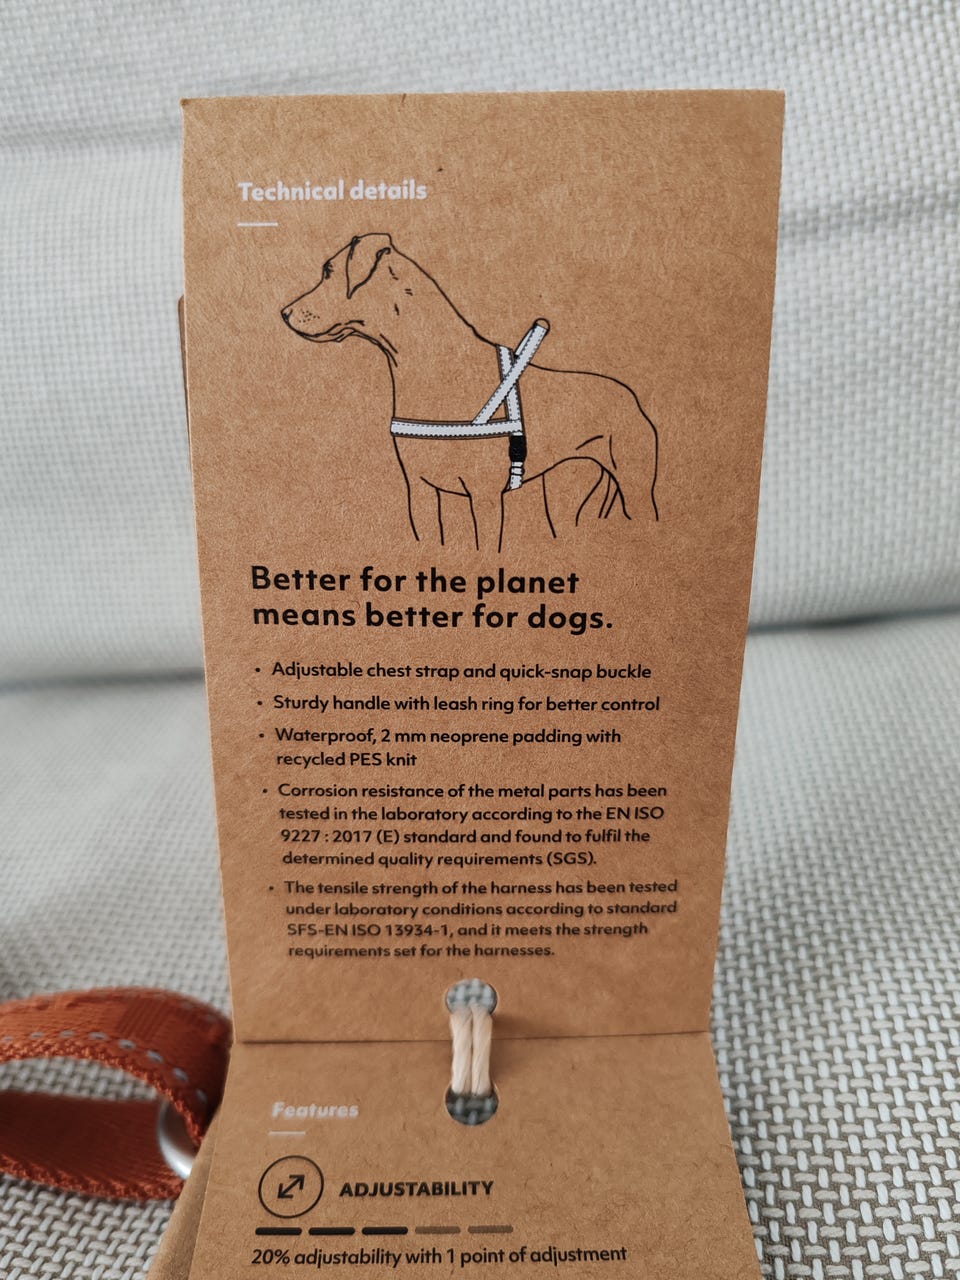 Technical details
Better for the planet
means better for dogs.
• Adjustable chest strap and quick-snap buckle
• Sturdy handle with leash ring for better control
• Waterproof, 2 mm neoprene padding with
recycled PES knit
• Corrosion resistance of the metal parts has been
tested in the laboratory according to the EN ISO
9227 : 2017 (E) standard and found to fulfil the
determined quality requirements (SGS).
• The tensile strength of the harness has been tested
under laboratory conditions according to standard
SFS-EN ISO 13934-1, and it meets the strength
requirements set for the harnesses.
Features
ADJUSTABILITY
20% adjustability with 1 point of adjustment